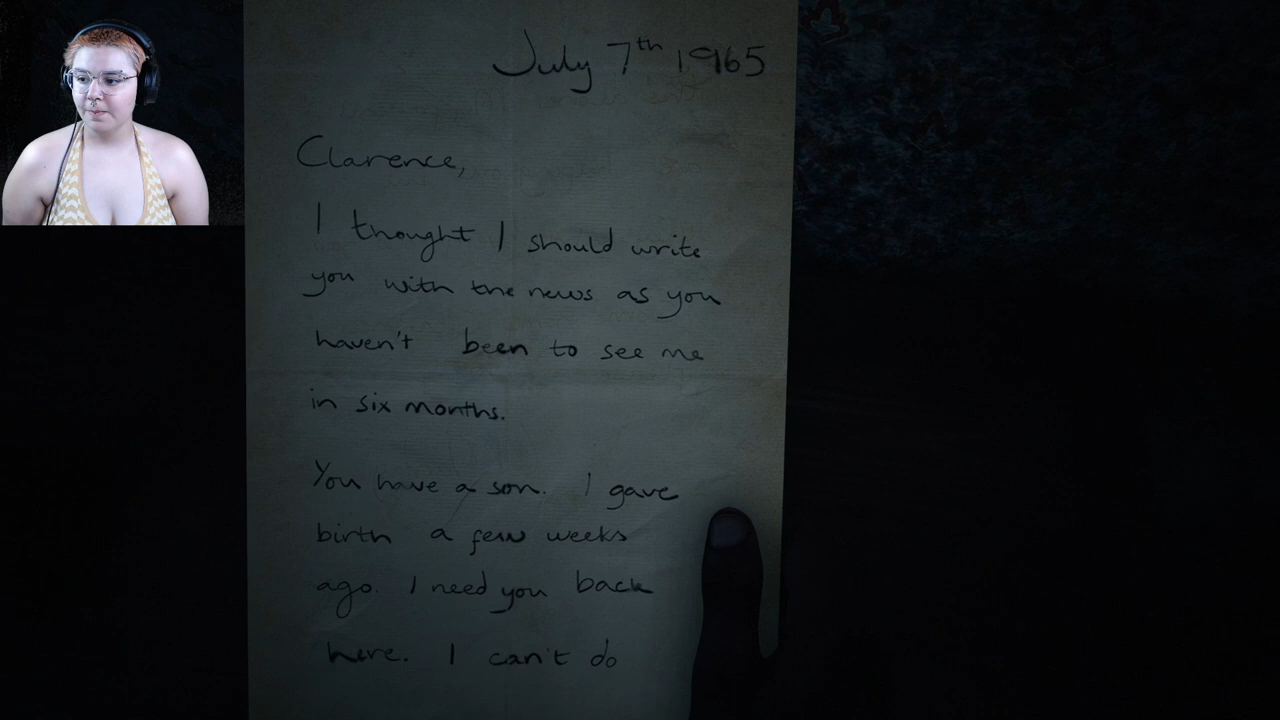 July 7th 1965
Clarence,
I thought I should write
you with the news as you
haven't been to see me
in six months.
You have a son. I gave
birth a few weeks
ago. I need you back
here. I can't do